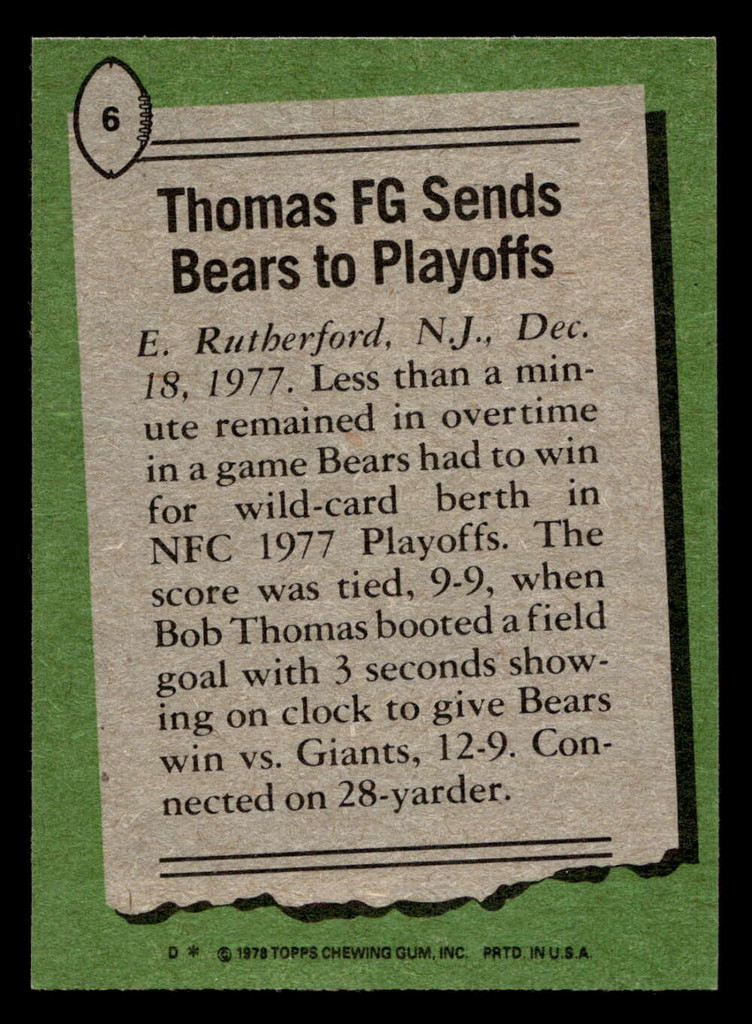 6
Thomas FG Sends
Bears to Playoffs
E. Rutherford, N.J., Dec.
18, 1977. Less than a min-
ute remained in overtime
in a game Bears had to win
for wild-card berth in
NFC 1977 Playoffs. The
score was tied, 9-9, when
Bob Thomas booted a field
goal with 3 seconds show-
ing on clock to give Bears
win vs. Giants, 12-9. Con-
nected on 28-yarder.
D * © 1978 TOPPS CHEWING GUM, INC. PRTD. IN U.S.A.